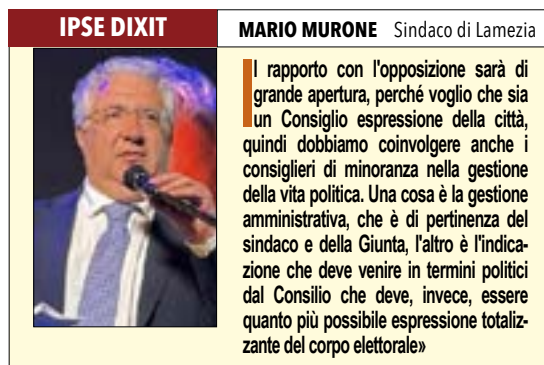 IPSE DIXIT
MARIO MURONE Sindaco di Lamezia
Il rapporto con l'opposizione sarà di
grande apertura, perché voglio che sia
un Consiglio espressione della città,
quindi dobbiamo coinvolgere anche i
consiglieri di minoranza nella gestione
della vita politica. Una cosa è la gestione
amministrativa, che è di pertinenza del
sindaco e della Giunta, l'altro è l'indica-
zione che deve venire in termini politici
dal Consilio che deve, invece, essere
quanto più possibile espressione totaliz-
zante del corpo elettorale»